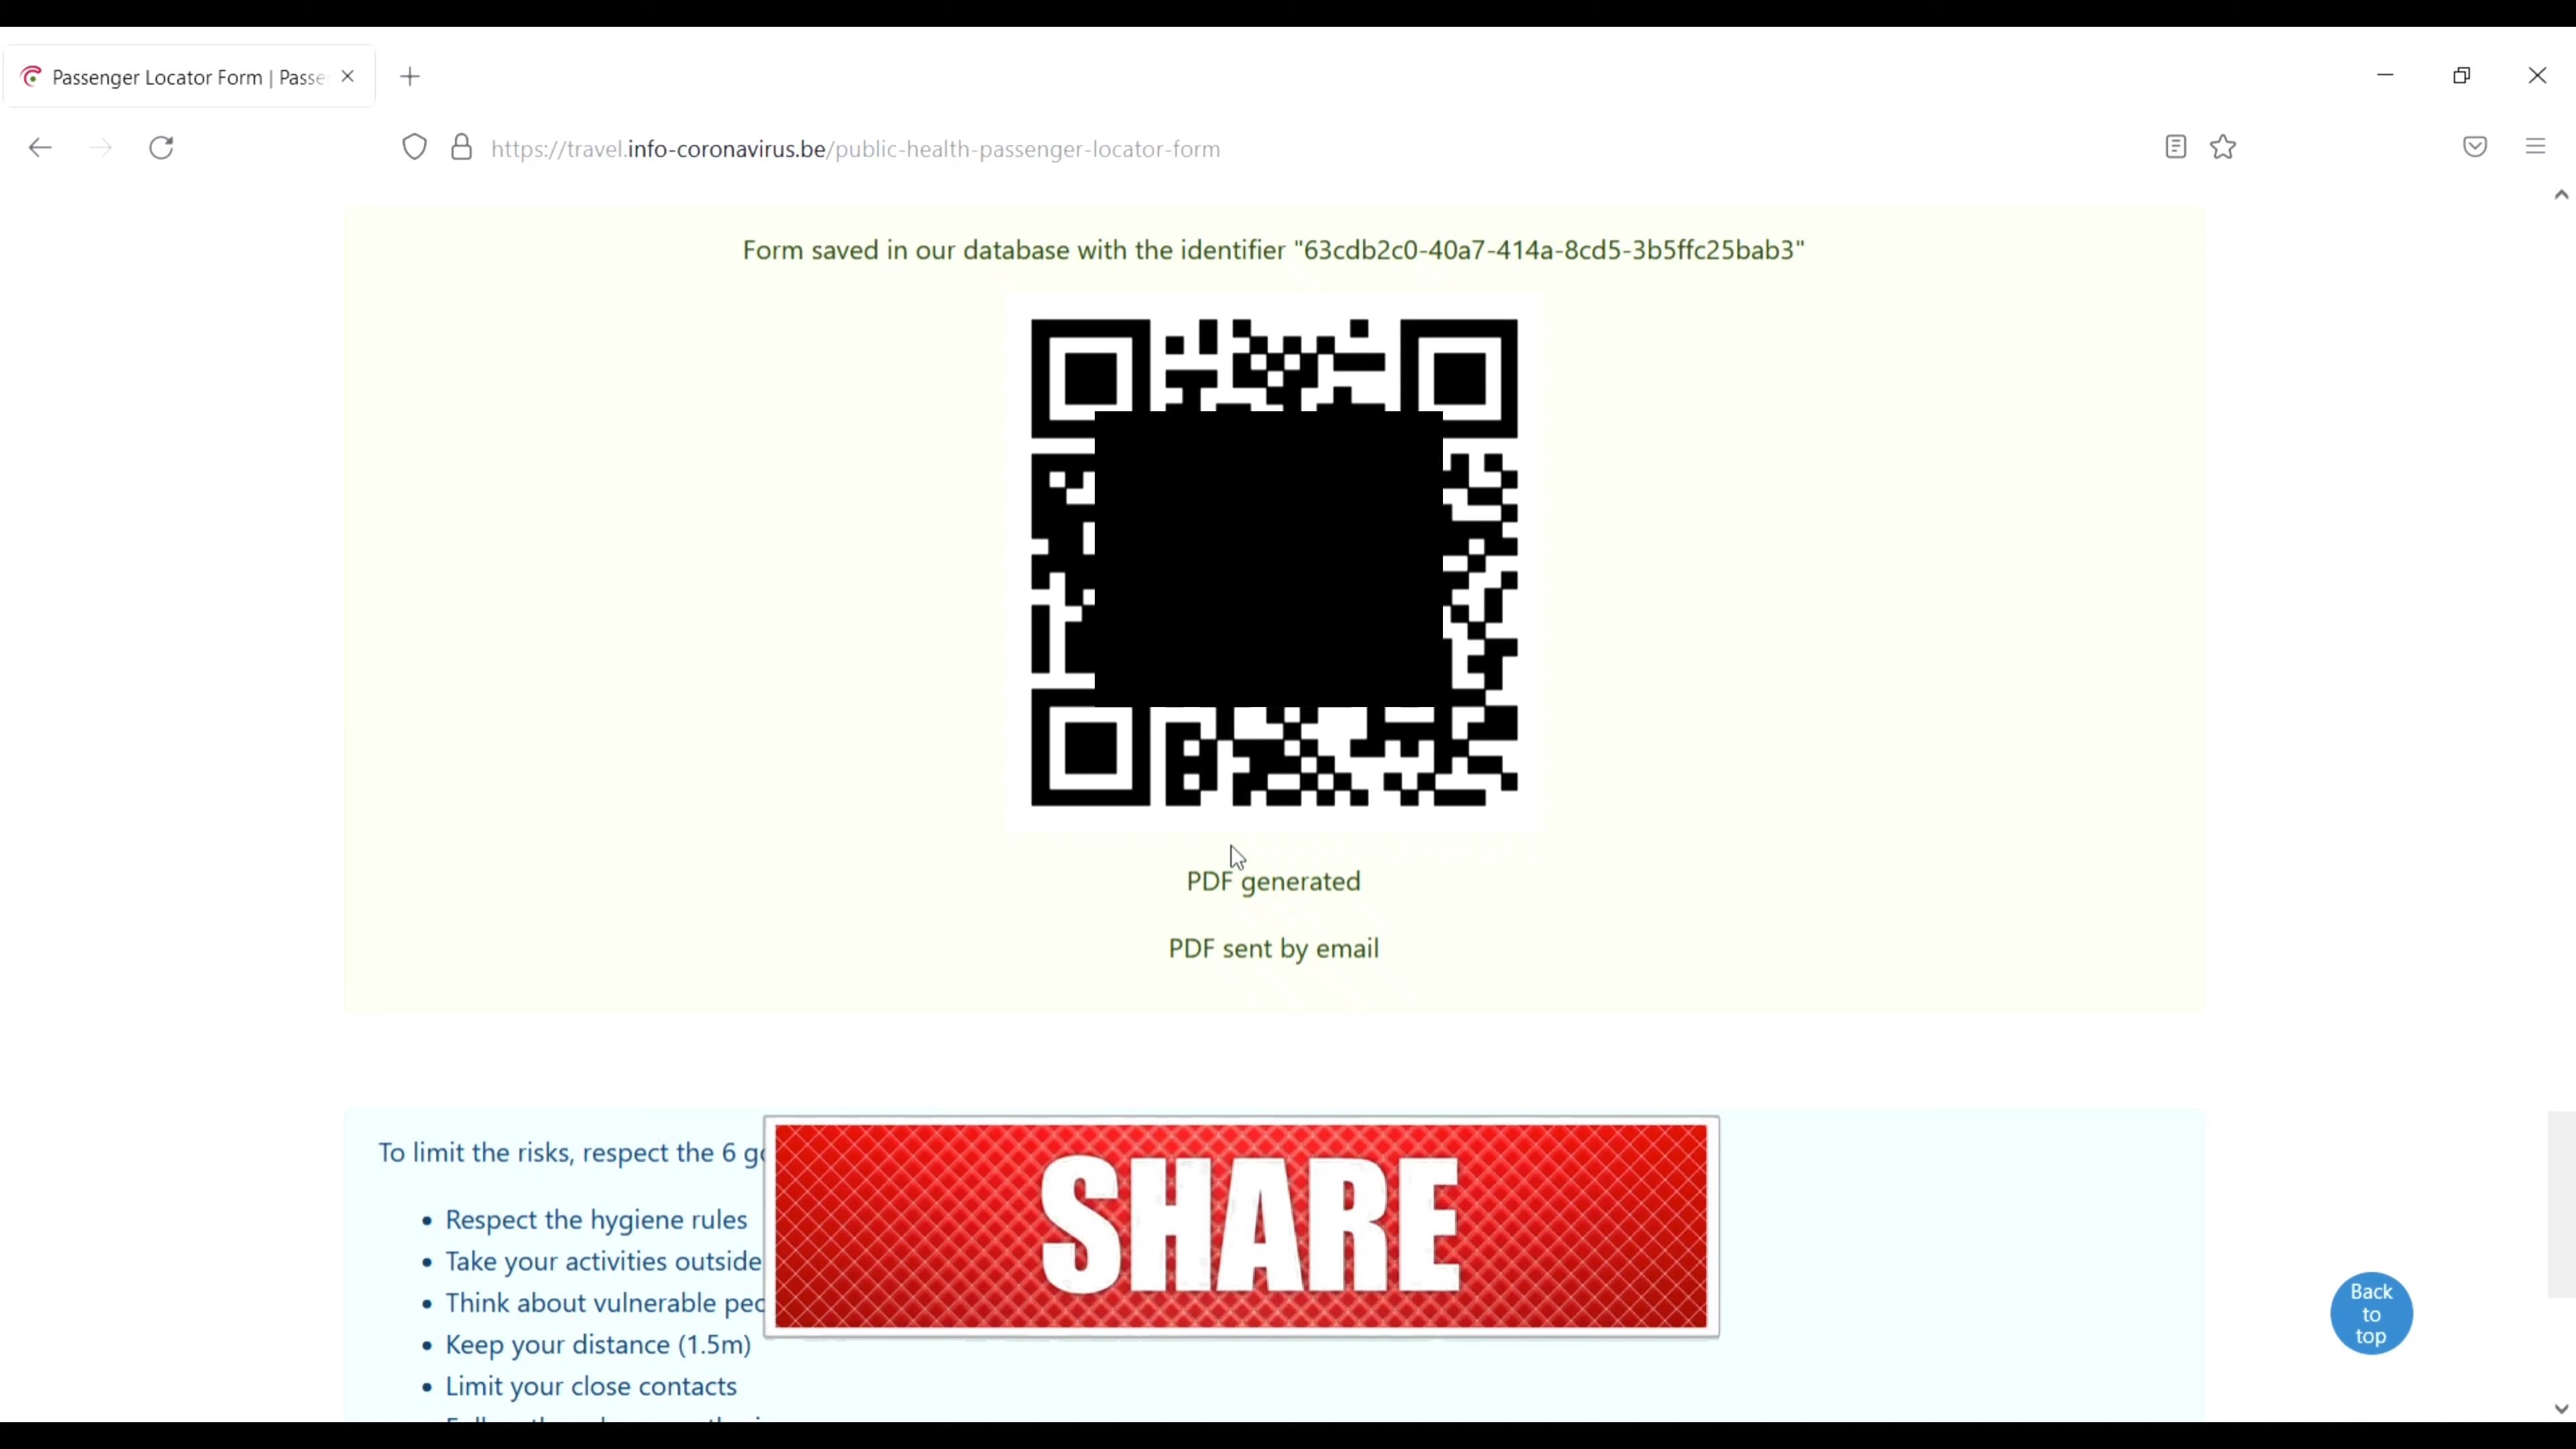 Passenger Locator Form | Passe
https://travel.info-coronavirus.be/public-health-passenger-locator-form
Form saved in our database with the identifier "63cdb2c0-40a7-414a-8cd5-3b5ffc25bab3"
PDF generated
PDF sent by email
To limit the risks, respect the 6
• Respect the hygiene rules
• Take your activities outside
• Think about vulnerable
• Keep your distance (1.5m)
• Limit your close contacts
SHARE
Back
to
top